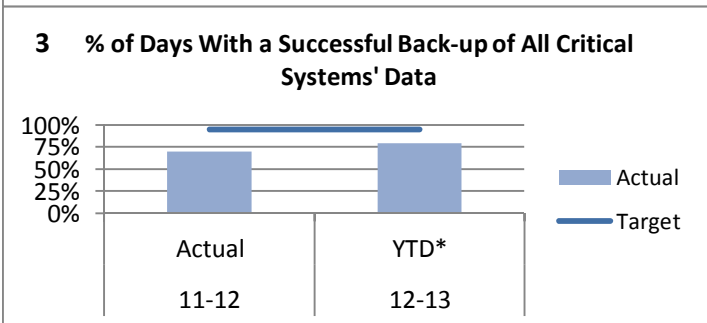 3 % of Days With a Successful Back-up of All Critical
Systems' Data
100%
75%
50%
25%
0%
Actual
Target
Actual YTD*
11-12 12-13